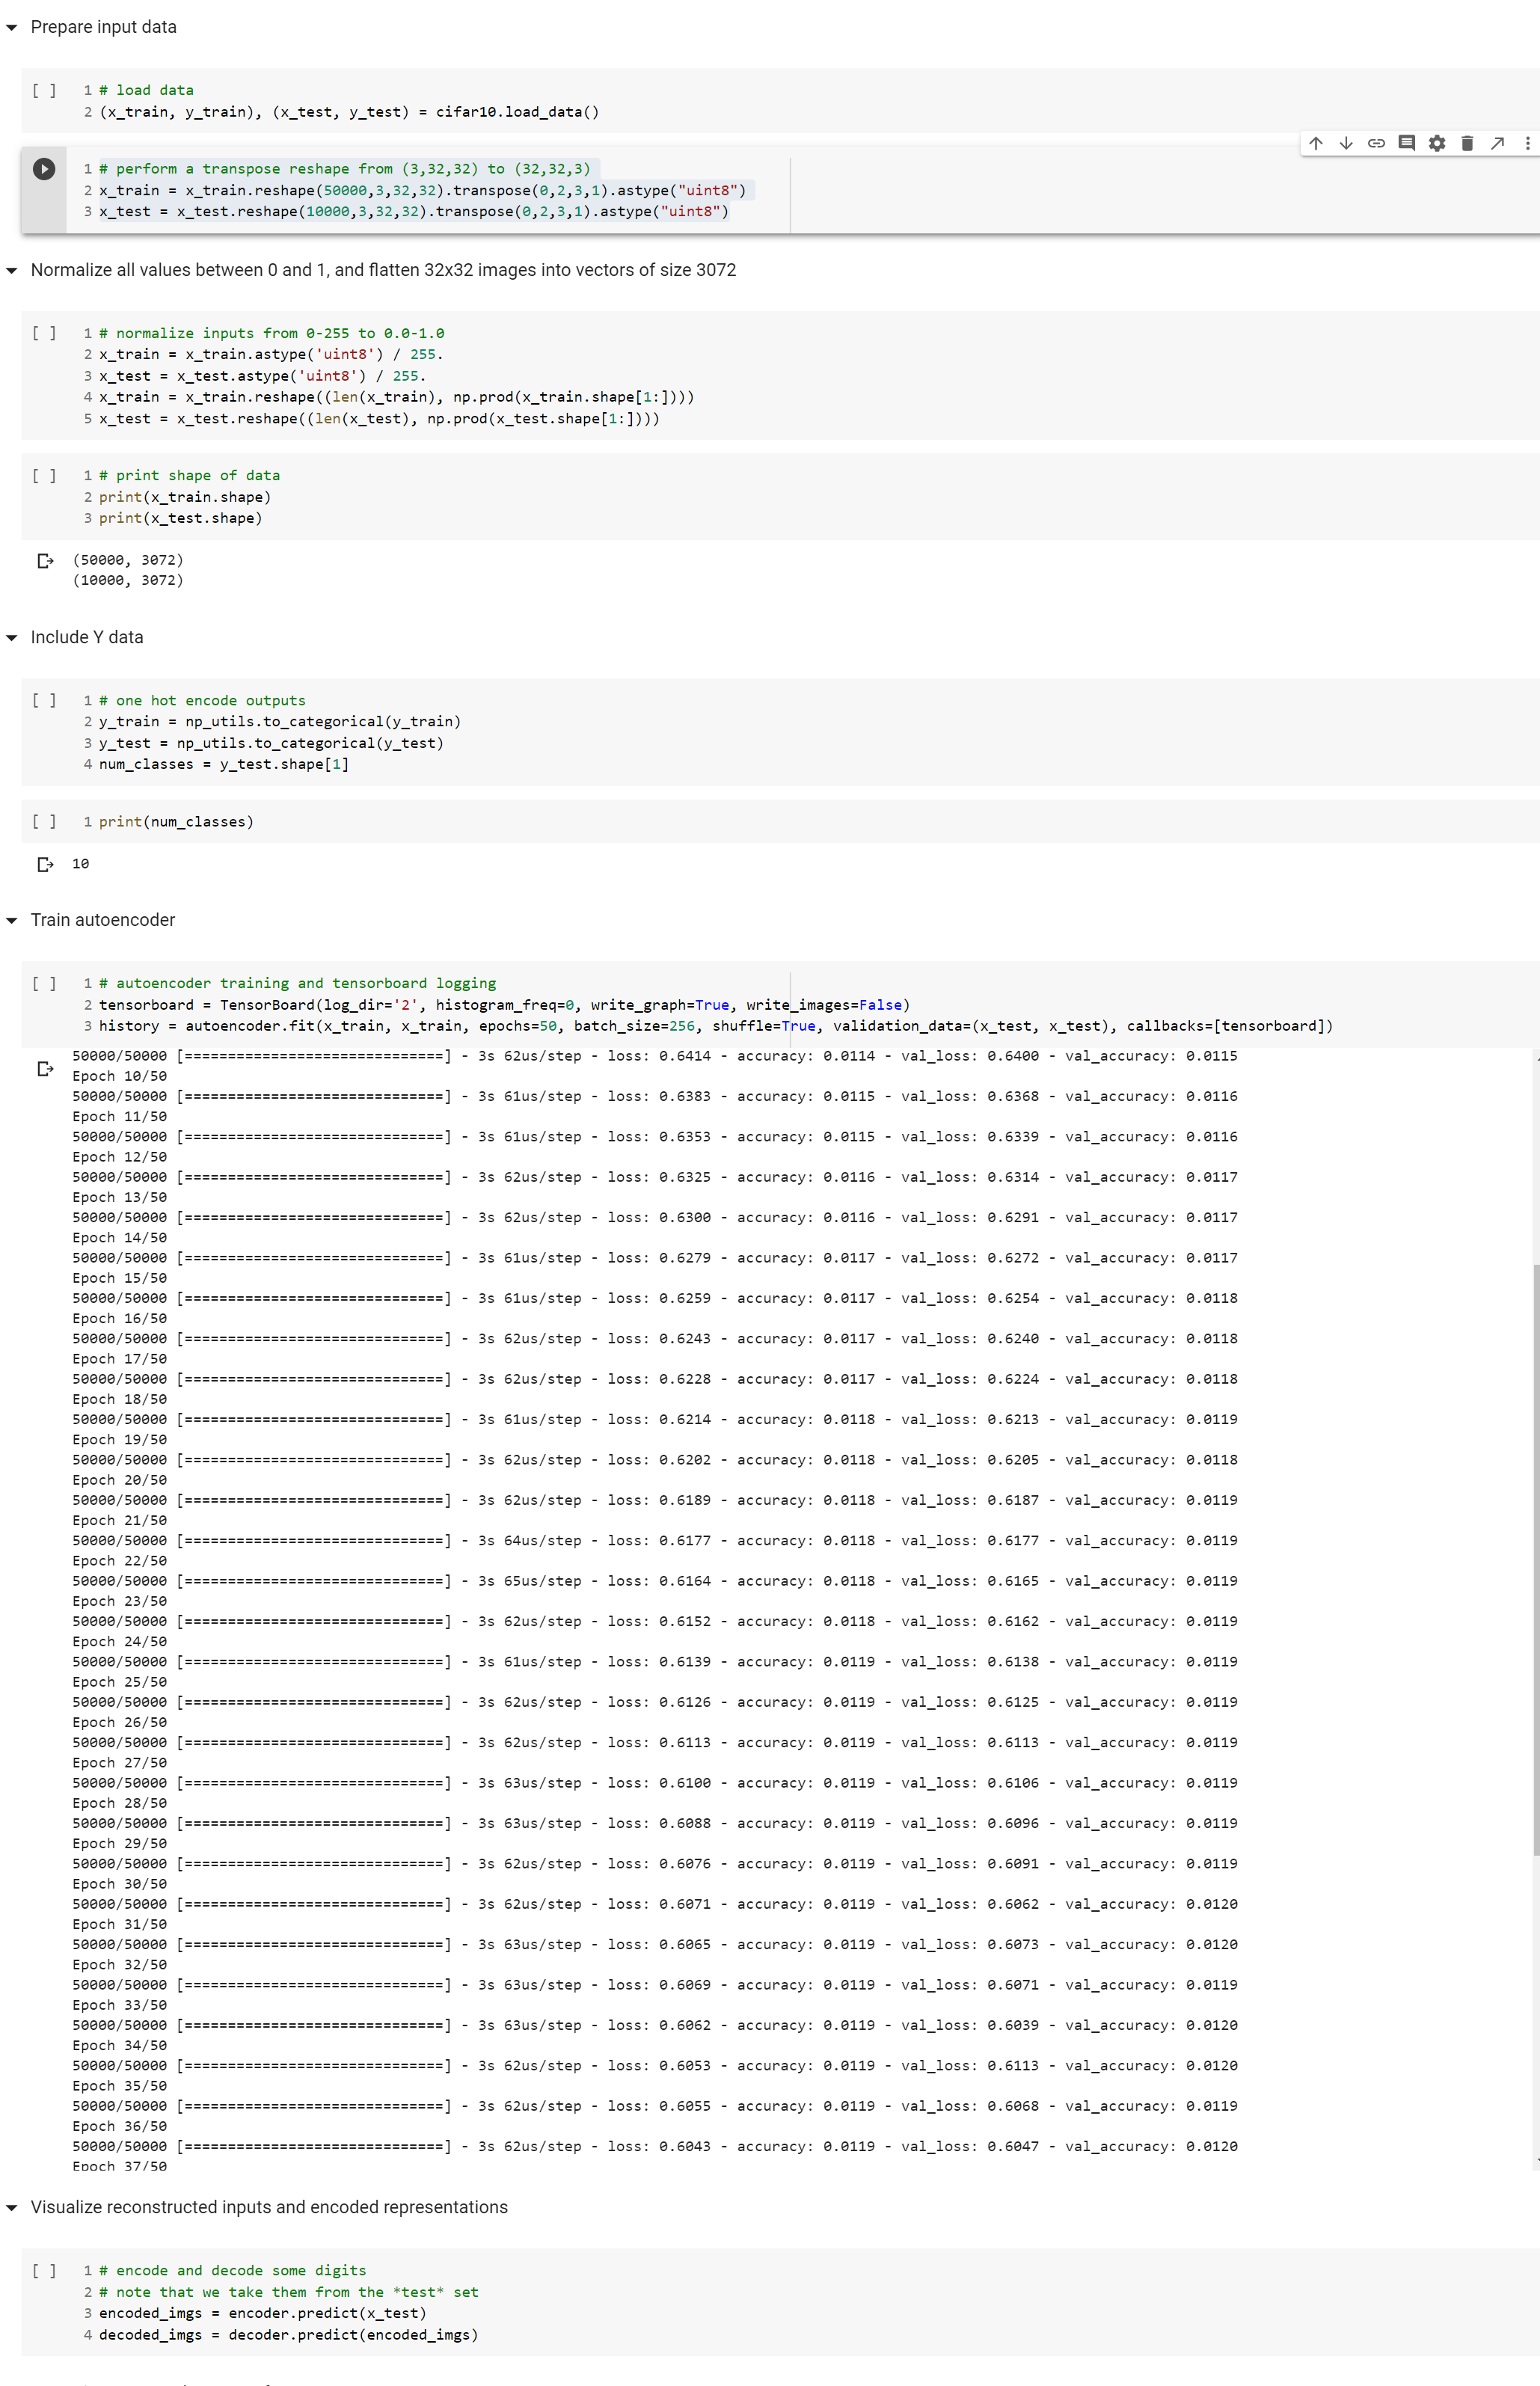 Prepare input data
[ ] 1 # load data
2 (x_train, y_train), (x_test, y_test) = cifar10.load_data()
1 # perform a transpose reshape from (3,32,32) to (32,32,3)
2 x_train = x_train.reshape(50000,3,32,32).transpose(0,2,3,1).astype("uint8")
3 x_test = x_test.reshape(10000,3,32,32).transpose(0,2,3,1).astype("uint8")
Normalize all values between 0 and 1, and flatten 32x32 images into vectors of size 3072
[ ] 1 # normalize inputs from 0-255 to 0.0-1.0
2 x_train = x_train.astype('uint8') / 255.
3 x_test = x_test.astype('uint8') / 255.
4 x_train = x_train.reshape((len(x_train), np.prod(x_train.shape[1:])))
5 x_test = x_test.reshape((len(x_test), np.prod(x_test.shape[1:])))
[ ] 1 # print shape of data
2 print(x_train.shape)
3 print(x_test.shape)
(50000, 3072)
(10000, 3072)
Include Y data
[ ] 1 # one hot encode outputs
2 y_train = np_utils.to_categorical(y_train)
3 y_test = np_utils.to_categorical(y_test)
4 num_classes = y_test.shape[1]
[ ] 1 print(num_classes)
10
Train autoencoder
[ ] 1 # autoencoder training and tensorboard logging
2 tensorboard = TensorBoard(log_dir='2', histogram_freq=0, write_graph=True, write_images=False)
3 history = autoencoder.fit(x_train, x_train, epochs=50, batch_size=256, shuffle=True, validation_data=(x_test, x_test), callbacks=[tensorboard])
50000/50000 [==============================] - 3s 62us/step - loss: 0.6414 - accuracy: 0.0114 - val_loss: 0.6400 - val_accuracy: 0.0115
Epoch 10/50
50000/50000 [==============================] - 3s 61us/step - loss: 0.6383 - accuracy: 0.0115 - val_loss: 0.6368 - val_accuracy: 0.0116
Epoch 11/50
50000/50000 [==============================] - 3s 61us/step - loss: 0.6353 - accuracy: 0.0115 - val_loss: 0.6339 - val_accuracy: 0.0116
Epoch 12/50
50000/50000 [==============================] - 3s 62us/step - loss: 0.6325 - accuracy: 0.0116 - val_loss: 0.6314 - val_accuracy: 0.0117
Epoch 13/50
50000/50000 [==============================] - 3s 62us/step - loss: 0.6300 - accuracy: 0.0116 - val_loss: 0.6291 - val_accuracy: 0.0117
Epoch 14/50
50000/50000 [==============================] - 3s 61us/step - loss: 0.6279 - accuracy: 0.0117 - val_loss: 0.6272 - val_accuracy: 0.0117
Epoch 15/50
50000/50000 [==============================] - 3s 61us/step - loss: 0.6259 - accuracy: 0.0117 - val_loss: 0.6254 - val_accuracy: 0.0118
Epoch 16/50
50000/50000 [==============================] - 3s 62us/step - loss: 0.6243 - accuracy: 0.0117 - val_loss: 0.6240 - val_accuracy: 0.0118
Epoch 17/50
50000/50000 [==============================] - 3s 62us/step - loss: 0.6228 - accuracy: 0.0117 - val_loss: 0.6224 - val_accuracy: 0.0118
Epoch 18/50
50000/50000 [==============================] - 3s 61us/step - loss: 0.6214 - accuracy: 0.0118 - val_loss: 0.6213 - val_accuracy: 0.0119
Epoch 19/50
50000/50000 [==============================] - 3s 62us/step - loss: 0.6202 - accuracy: 0.0118 - val_loss: 0.6205 - val_accuracy: 0.0118
Epoch 20/50
50000/50000 [==============================] - 3s 62us/step - loss: 0.6189 - accuracy: 0.0118 - val_loss: 0.6187 - val_accuracy: 0.0119
Epoch 21/50
50000/50000 [==============================] - 3s 64us/step - loss: 0.6177 - accuracy: 0.0118 - val_loss: 0.6177 - val_accuracy: 0.0119
Epoch 22/50
50000/50000 [==============================] - 3s 65us/step - loss: 0.6164 - accuracy: 0.0118 - val_loss: 0.6165 - val_accuracy: 0.0119
Epoch 23/50
50000/50000 [==============================] - 3s 62us/step - loss: 0.6152 - accuracy: 0.0118 - val_loss: 0.6162 - val_accuracy: 0.0119
Epoch 24/50
50000/50000 [==============================] - 3s 61us/step - loss: 0.6139 - accuracy: 0.0119 - val_loss: 0.6138 - val_accuracy: 0.0119
Epoch 25/50
50000/50000 [==============================] - 3s 62us/step - loss: 0.6126 - accuracy: 0.0119 - val_loss: 0.6125 - val_accuracy: 0.0119
Epoch 26/50
50000/50000 [==============================] - 3s 62us/step - loss: 0.6113 - accuracy: 0.0119 - val_loss: 0.6113 - val_accuracy: 0.0119
Epoch 27/50
50000/50000 [==============================] - 3s 63us/step - loss: 0.6100 - accuracy: 0.0119 - val_loss: 0.6106 - val_accuracy: 0.0119
Epoch 28/50
50000/50000 [==============================] - 3s 63us/step - loss: 0.6088 - accuracy: 0.0119 - val_loss: 0.6096 - val_accuracy: 0.0119
Epoch 29/50
50000/50000 [==============================] - 3s 62us/step - loss: 0.6076 - accuracy: 0.0119 - val_loss: 0.6091 - val_accuracy: 0.0119
Epoch 30/50
50000/50000 [==============================] - 3s 62us/step - loss: 0.6071 - accuracy: 0.0119 - val_loss: 0.6062 - val_accuracy: 0.0120
Epoch 31/50
50000/50000 [==============================] - 3s 63us/step - loss: 0.6065 - accuracy: 0.0119 - val_loss: 0.6073 - val_accuracy: 0.0120
Epoch 32/50
50000/50000 [==============================] - 3s 63us/step - loss: 0.6069 - accuracy: 0.0119 - val_loss: 0.6071 - val_accuracy: 0.0119
Epoch 33/50
50000/50000 [==============================] - 3s 63us/step - loss: 0.6062 - accuracy: 0.0119 - val_loss: 0.6039 - val_accuracy: 0.0120
Epoch 34/50
50000/50000 [==============================] - 3s 62us/step - loss: 0.6053 - accuracy: 0.0119 - val_loss: 0.6113 - val_accuracy: 0.0120
Epoch 35/50
50000/50000 [==============================] - 3s 62us/step - loss: 0.6055 - accuracy: 0.0119 - val_loss: 0.6068 - val_accuracy: 0.0119
Epoch 36/50
50000/50000 [==============================] - 3s 62us/step - loss: 0.6043 - accuracy: 0.0119 - val_loss: 0.6047 - val_accuracy: 0.0120
Epoch 37/50
Visualize reconstructed inputs and encoded representations
[ ] 1 # encode and decode some digits
2 # note that we take them from the *test* set
3 encoded_imgs = encoder.predict(x_test)
4 decoded_imgs = decoder.predict(encoded_imgs)